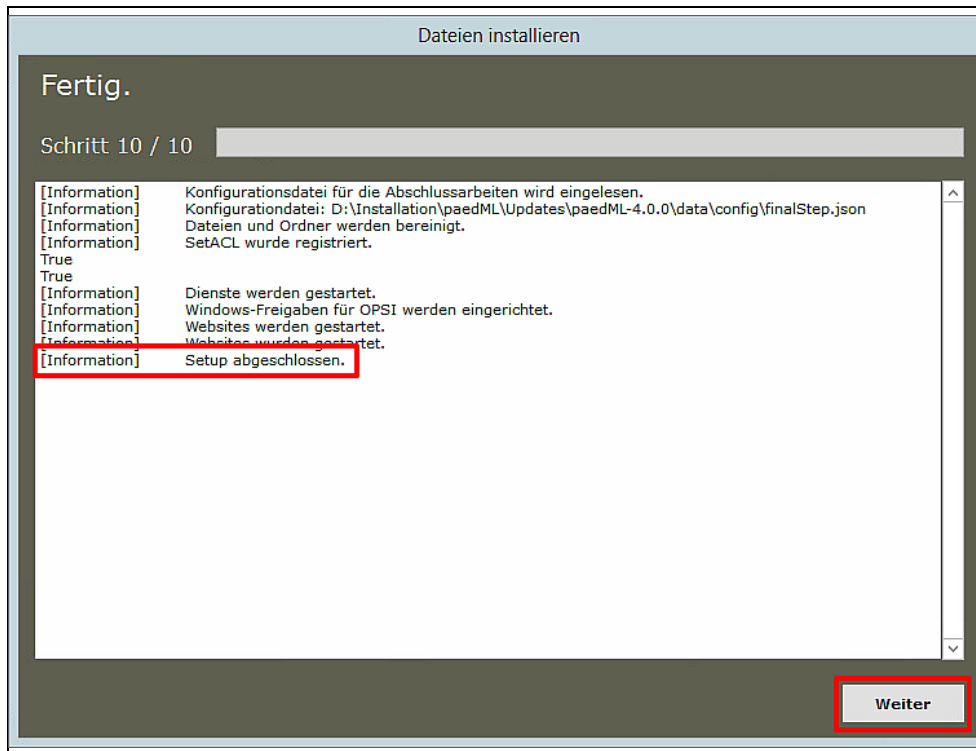 Dateien installieren
Fertig.
Schritt 10 / 10
[Information] Konfigurationsdatei für die Abschlussarbeiten wird eingelesen.
[Information] Konfigurationdatei: D:\Installation\paedML\Updates\paedML-4.0.0\data\config\finalStep.json
[Information] Dateien und Ordner werden bereinigt.
[Information] SetACL wurde registriert.
True
True
[Information] Dienste werden gestartet.
[Information] Windows-Freigaben für OPSI werden eingerichtet.
[Information] Websites werden gestartet.
[Information] Websites wurden gestartet.
[Information] Setup abgeschlossen.
Weiter